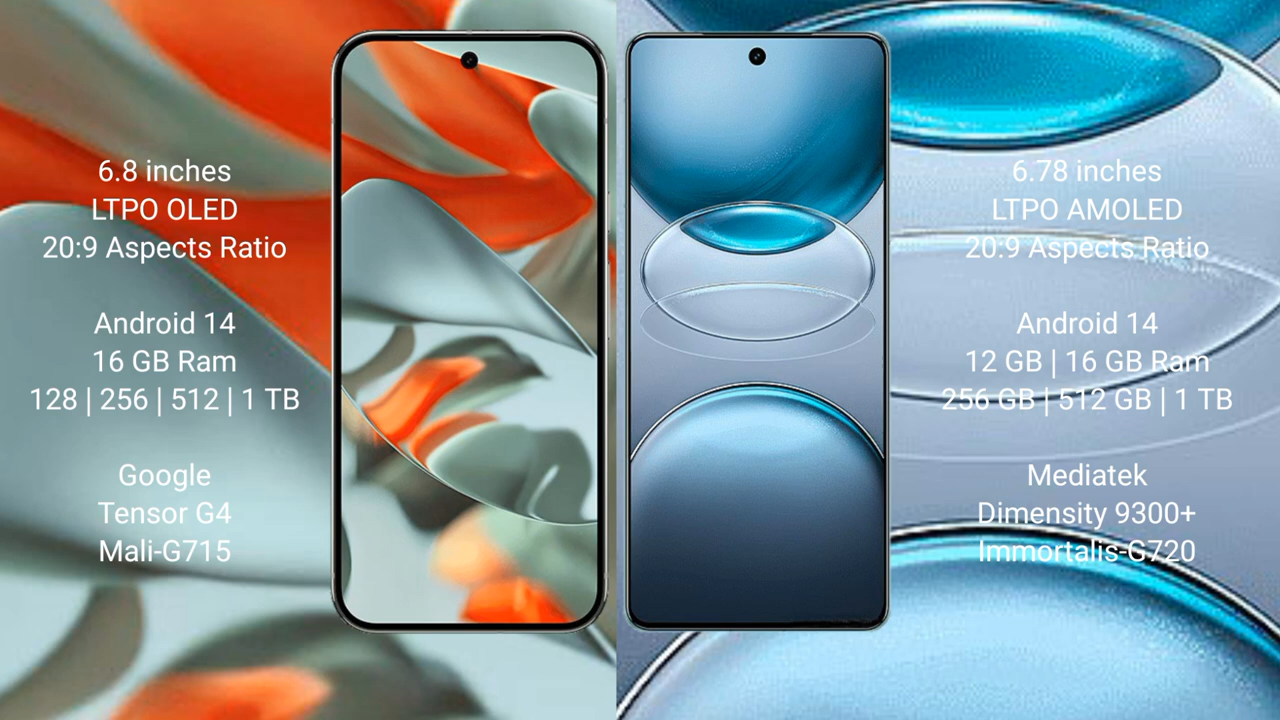 6.8 inches
LTPO OLED
20:9 Aspects Ratio
Android 14
16 GB Ram
128 | 256 | 512 | 1 TB
Google
Tensor G4
Mali-G715
6.78 inches
LTPO AMOLED
20:9 Aspects Ratio
Android 14
12 GB | 16 GB Ram
256 GB | 512 GB | 1 TB
Mediatek
Dimensity 9300+
Immortalis-G720